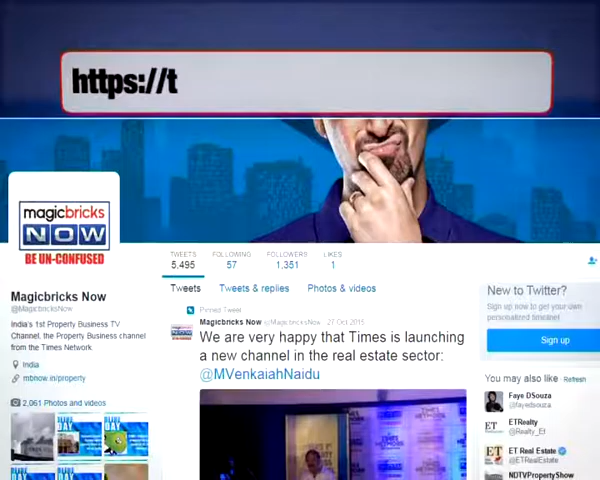 https://t
magicbricks
NOW
BE UN-CONFUSED
TWEETS FOLLOWING FOLLOWERS LIKES
5,495 57 1,351 1
Tweets Tweets & replies Photos & videos
Magicbricks Now
@MagicbricksNow
India's 1st Property Business TV
Channel, the Property Business channel
from the Times Network
India
mbnow.in/property
2,061 Photos and videos
Pinned Tweet
Magicbricks Now @MagicbricksNow · 27 Oct 2015
We are very happy that Times is launching
a new channel in the real estate sector:
@MVenkaiahNaidu
New to Twitter?
Sign up now to get your own
personalized timeline!
Sign up
You may also like Refresh
Faye DSouza
@fayedsouza
ET
ETRealty
@ETRealty_Et
ET
ET Real Estate
@ETRealEstate
NDTVPropertyShow